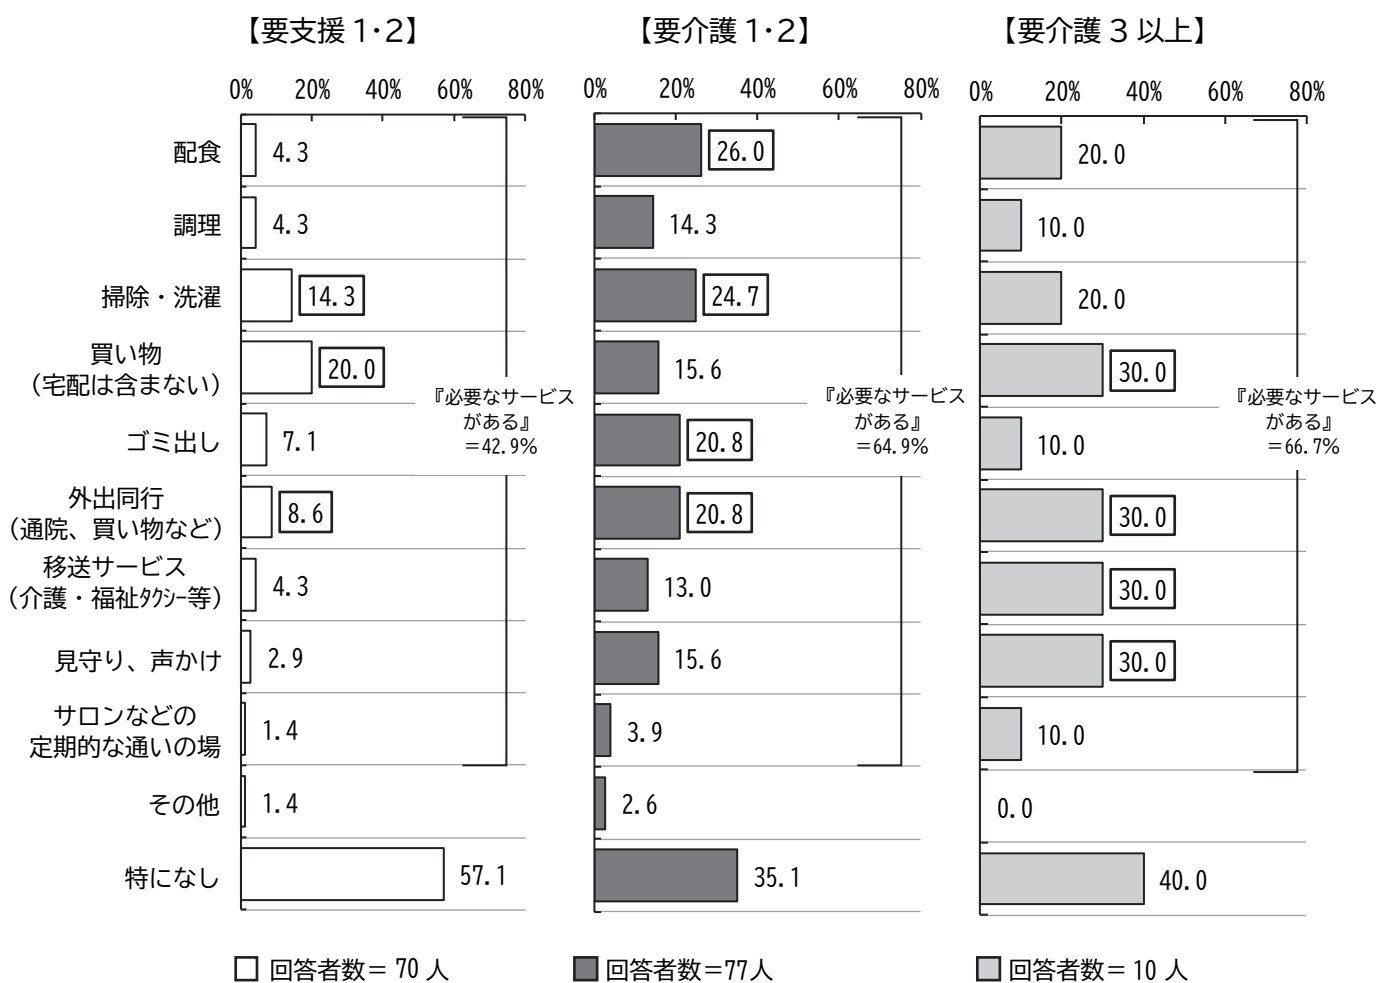 【要支援1・2】
【要介護1・2】
【要介護3以上】
0% 20% 40% 60% 80%
0% 20% 40% 60% 80%
0% 20% 40% 60% 80%
配食 4.3 26.0 20.0
調理 4.3 14.3 10.0
掃除・洗濯 14.3 24.7 20.0
買い物
（宅配は含まない） 20.0 15.6 30.0
『必要なサービス
がある』
＝42.9%
『必要なサービス
がある』
＝64.9%
『必要なサービス
がある』
＝66.7%
ゴミ出し 7.1 20.8 10.0
外出同行
（通院、買い物など） 8.6 20.8 30.0
移送サービス
（介護・福祉ﾀｸｼｰ等） 4.3 13.0 30.0
見守り、声かけ 2.9 15.6 30.0
サロンなどの
定期的な通いの場 1.4 3.9 10.0
その他 1.4 2.6 0.0
特になし 57.1 35.1 40.0
回答者数＝ 70 人
回答者数＝77人
回答者数＝ 10 人